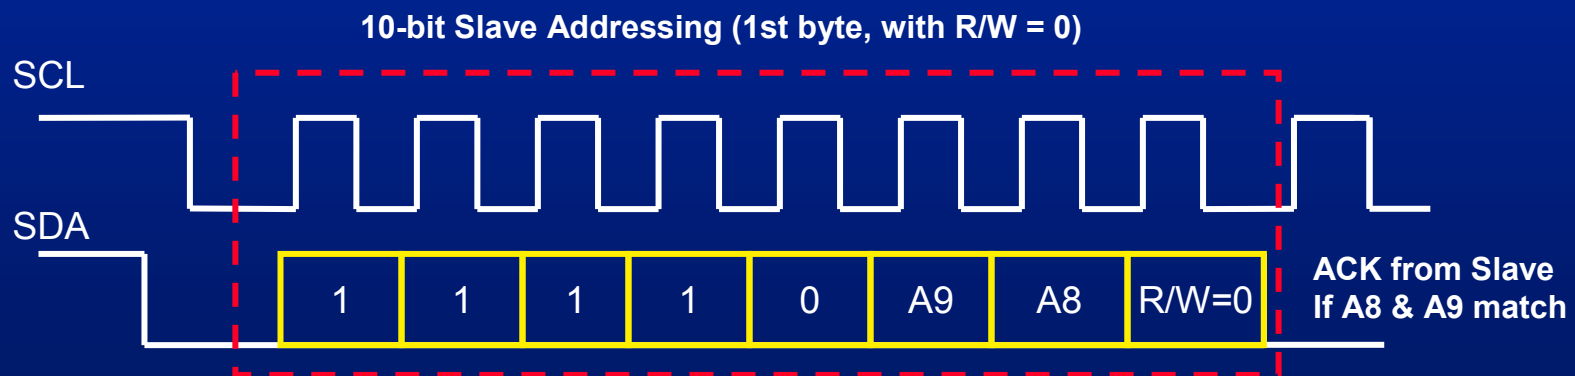 10-bit Slave Addressing (1st byte, with R/W = 0)
SCL
SDA
1 1 1 1 0 A9 A8 R/W=0
ACK from Slave
If A8 & A9 match